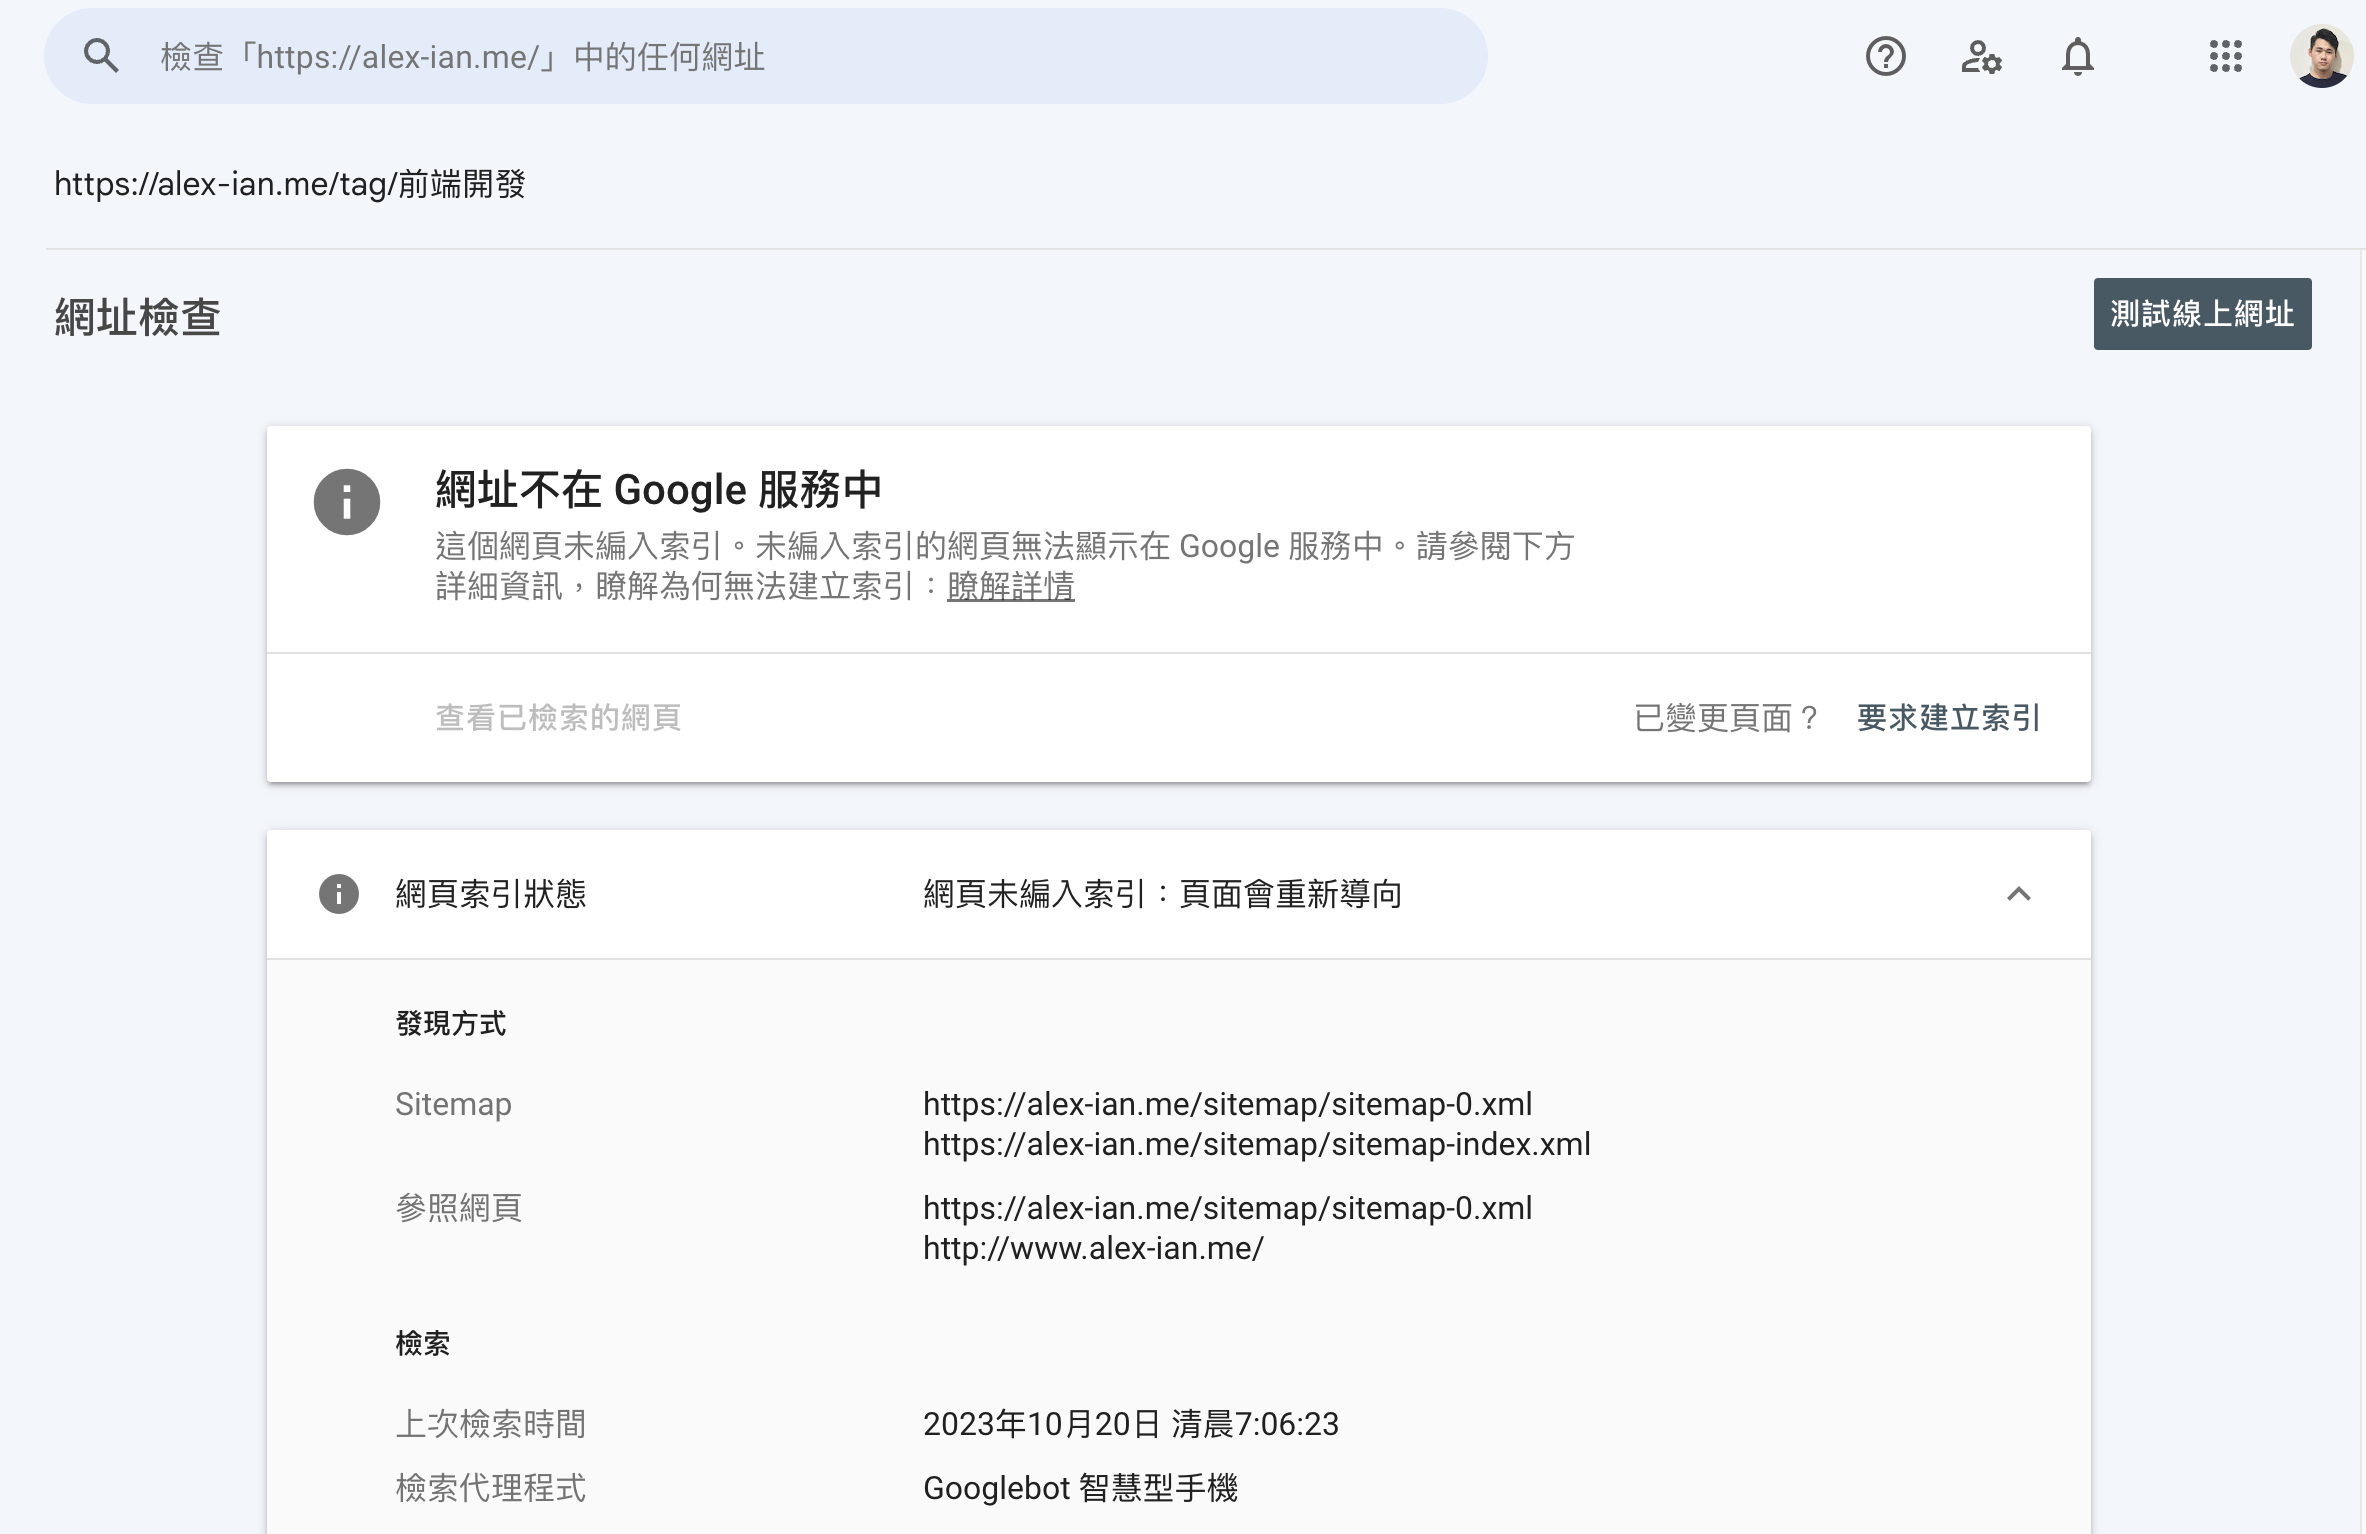 檢查「https://alex-ian.me/」中的任何網址
https://alex-ian.me/tag/前端開發
網址檢查
測試線上網址
網址不在 Google 服務中
這個網頁未編入索引。未編入索引的網頁無法顯示在 Google 服務中。請參閱下方
詳細資訊，瞭解為何無法建立索引：瞭解詳情
查看已檢索的網頁
已變更頁面？ 要求建立索引
網頁索引狀態 網頁未編入索引：頁面會重新導向
發現方式
Sitemap https://alex-ian.me/sitemap/sitemap-0.xml
https://alex-ian.me/sitemap/sitemap-index.xml
參照網頁 https://alex-ian.me/sitemap/sitemap-0.xml
http://www.alex-ian.me/
檢索
上次檢索時間 2023年10月20日 清晨7:06:23
檢索代理程式 Googlebot 智慧型手機